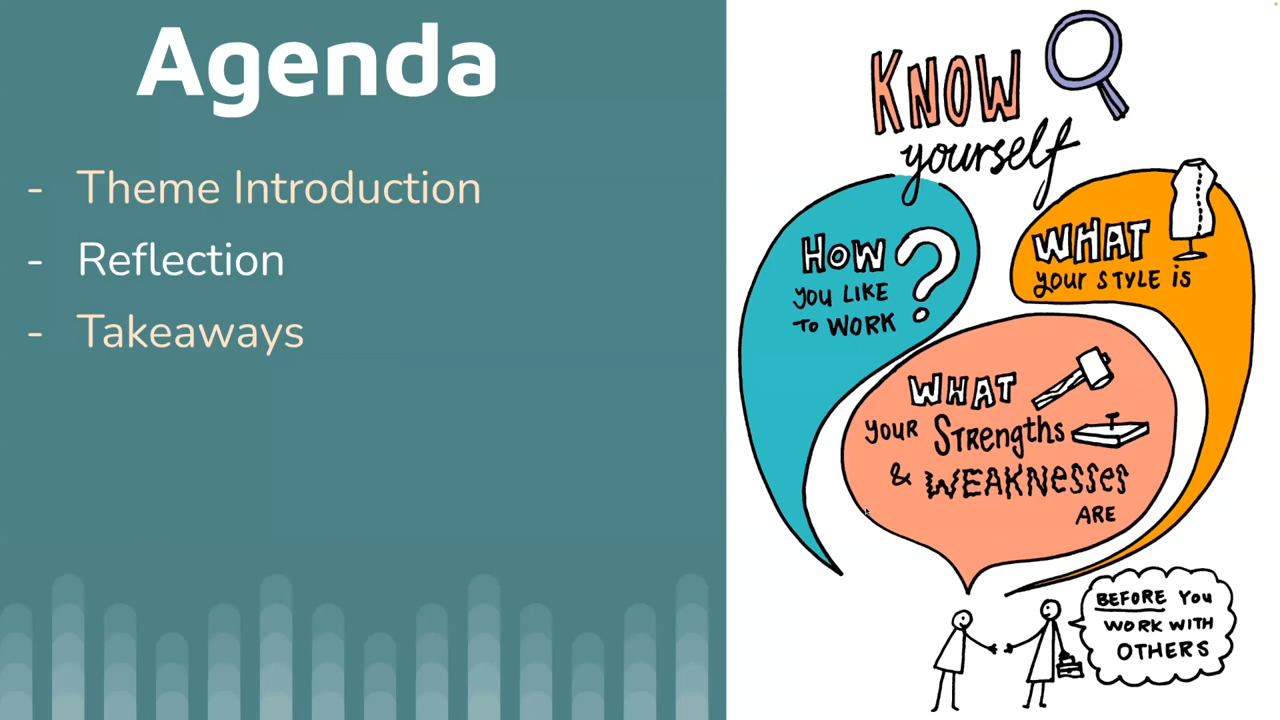 Agenda
- Theme Introduction
- Reflection
- Takeaways
KNOW
yourself
HOW
YOU LIKE
TO WORK
?
WHAT
your STYLE is
WHAT
YOUR Strengths
& WEAKNESSES
ARE
BEFORE YOU
WORK WITH
OTHERS